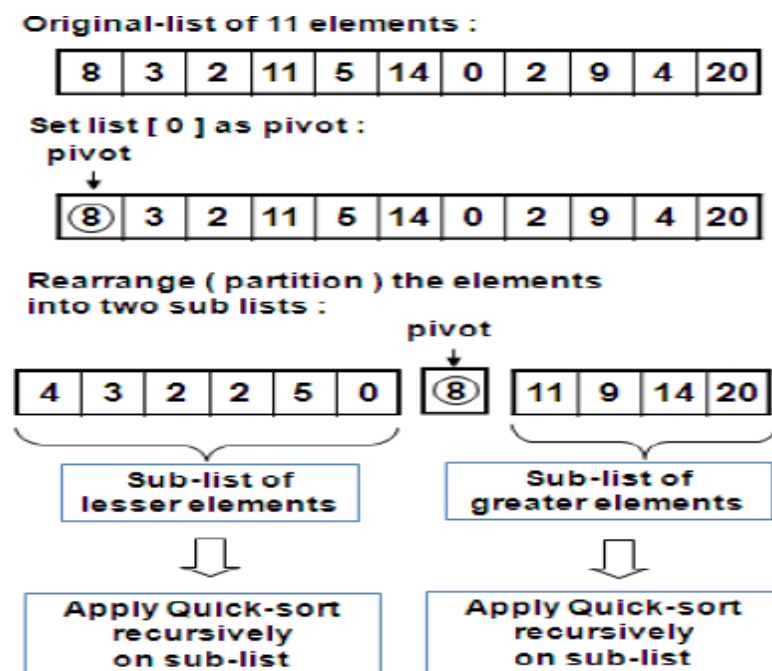 Original-list of 11 elements :
8 3 2 11 5 14 0 2 9 4 20
Set list [ 0 ] as pivot :
pivot
8 3 2 11 5 14 0 2 9 4 20
Rearrange ( partition ) the elements
into two sub lists :
pivot
4 3 2 2 5 0 8 11 9 14 20
Sub-list of
lesser elements
Sub-list of
greater elements
Apply Quick-sort
recursively
on sub-list
Apply Quick-sort
recursively
on sub-list